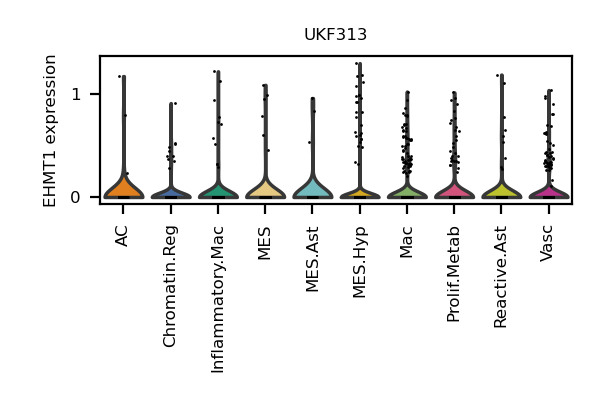 UKF313
EHMT1 expression
1
0
AC
Chromatin.Reg
Inflammatory.Mac
MES
MES.Ast
MES.Hyp
Mac
Prolif.Metab
Reactive.Ast
Vasc